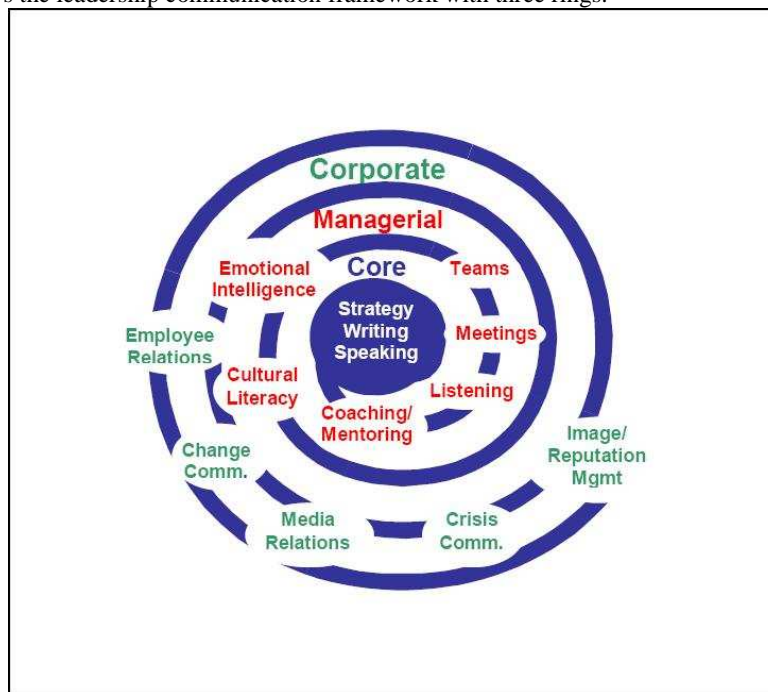 s the leadership communication framework with three rings.
Corporate
Managerial
Core
Emotional
Intelligence
Teams
Strategy
Writing
Speaking
Meetings
Employee
Relations
Cultural
Literacy
Listening
Coaching/
Mentoring
Change
Comm.
Image/
Reputation
Mgmt
Media
Relations
Crisis
Comm.